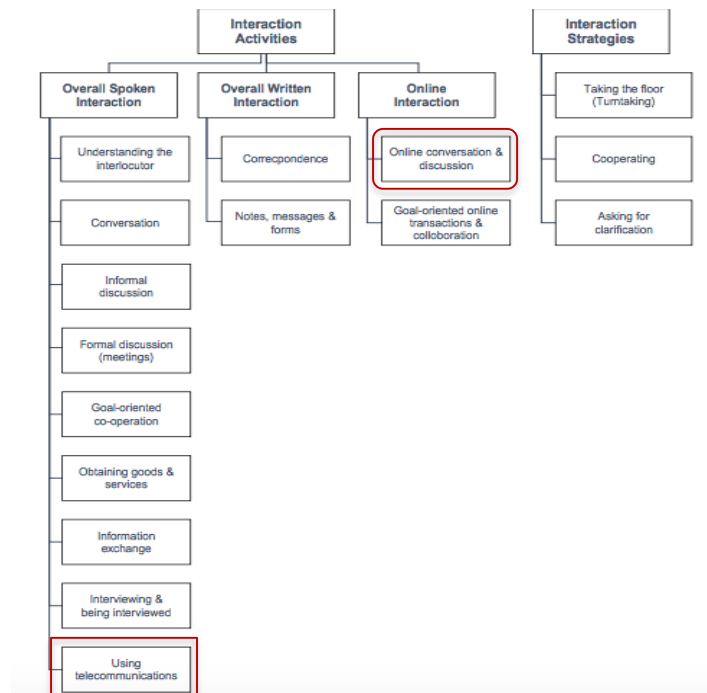 Interaction
Activities
Interaction
Strategies
Overall Spoken
Interaction
Overall Written
Interaction
Online
Interaction
Taking the floor
(Turntaking)
Understanding the
interlocutor
Correcpondence
Online conversation &
discussion
Cooperating
Conversation
Notes, messages &
forms
Goal-oriented online
transactions &
colloboration
Asking for
clarification
Informal
discussion
Formal discussion
(meetings)
Goal-oriented
co-operation
Obtaining goods &
services
Information
exchange
Interviewing &
being interviewed
Using
telecommunications